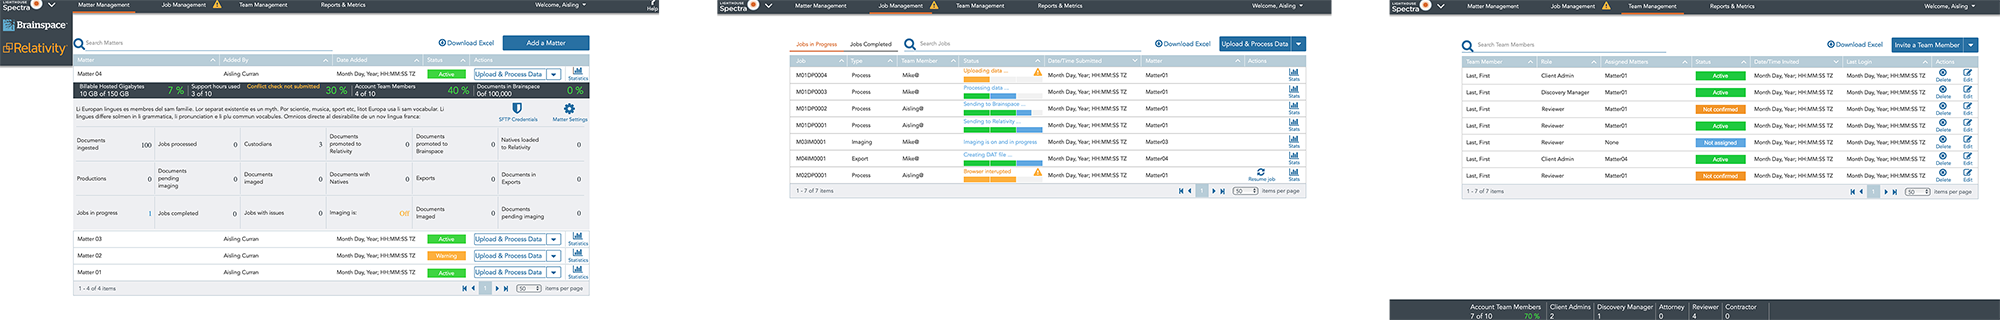 LIGHTHOUSE
Spectra
Matter Management
Job Management
Team Management
Reports & Metrics
Welcome, Aisling
Help
Brainspace
Relativity
Search Matters
Download Excel
Add a Matter
Matter Added By Date Added Status Actions
Matter 04 Aisling Curran Month Day, Year; HH:MM:SS TZ Active Upload & Process Data Statistics
Billable Hosted Gigabytes 7 % Support hours used Conflict check not submitted 30 % Account Team Members 40 % Documents in Brainspace 0 %
10 GB of 150 GB 3 of 10 4 of 10 0of 100,000
Li Europan lingues es membres del sam familie. Lor separat existentie es un myth. Por scientie, musica, sport etc, litot Europa usa li sam vocabular. Li
lingues differe solmen in li grammatica, li pronunciation e li plu commun vocabules. Omnicos directe al desirabilite de un nov lingua franca:
SFTP Credentials
Matter Settings
Documents ingested 100
Jobs processed 0
Custodians 3
Documents promoted to Relativity 0
Documents promoted to Brainspace 0
Natives loaded to Relativity 0
Productions 0
Documents pending imaging 0
Documents imaged 0
Documents with Natives 0
Exports 0
Documents in Exports 0
Jobs in progress 1
Jobs completed 0
Jobs with issues 0
Imaging is: Off
Documents Imaged 0
Documents pending imaging 0
Matter 03 Aisling Curran Month Day, Year; HH:MM:SS TZ Active Upload & Process Data Statistics
Matter 02 Aisling Curran Month Day, Year; HH:MM:SS TZ Warning Upload & Process Data Statistics
Matter 01 Aisling Curran Month Day, Year; HH:MM:SS TZ Active Upload & Process Data Statistics
1 - 4 of 4 items 1 50 items per page
LIGHTHOUSE
Spectra
Matter Management
Job Management
Team Management
Reports & Metrics
Welcome, Aisling
Jobs in Progress
Jobs Completed
Search Jobs
Download Excel
Upload & Process Data
Job Type Team Member Status Date/Time Submitted Matter Actions
M01DP0004 Process Mike@ Uploading data ... Month Day, Year; HH:MM:SS TZ Matter01 Stats
M01DP0003 Process Mike@ Processing data ... Month Day, Year; HH:MM:SS TZ Matter01 Stats
M01DP0002 Process Aisling@ Sending to Brainspace ... Month Day, Year; HH:MM:SS TZ Matter01 Stats
M01DP0001 Process Aisling@ Sending to Relativity ... Month Day, Year; HH:MM:SS TZ Matter01 Stats
M03IM0001 Imaging Mike@ Imaging is on and in progress Month Day, Year; HH:MM:SS TZ Matter03 Stats
M04IM0001 Export Mike@ Creating DAT file ... Month Day, Year; HH:MM:SS TZ Matter01 Stats
M02DP0001 Process Aisling@ Browser interupted Month Day, Year; HH:MM:SS TZ Matter01 Resume job Stats
1 - 7 of 7 items 1 50 items per page
LIGHTHOUSE
Spectra
Matter Management
Job Management
Team Management
Reports & Metrics
Welcome, Aisling
Search Team Members
Download Excel
Invite a Team Member
Team Member Role Assigned Matters Status Date/Time Invited Last Login Actions
Last, First Client Admin Matter01 Active Month Day, Year; HH:MM:SS TZ Month Day, Year; HH:MM:SS TZ Delete Edit
Last, First Discovery Manager Matter01 Active Month Day, Year; HH:MM:SS TZ Month Day, Year; HH:MM:SS TZ Delete Edit
Last, First Reviewer Matter01 Not confirmed Month Day, Year; HH:MM:SS TZ Month Day, Year; HH:MM:SS TZ Delete Edit
Last, First Reviewer Matter01 Active Month Day, Year; HH:MM:SS TZ Month Day, Year; HH:MM:SS TZ Delete Edit
Last, First Reviewer None Not assigned Month Day, Year; HH:MM:SS TZ Month Day, Year; HH:MM:SS TZ Delete Edit
Last, First Client Admin Matter04 Active Month Day, Year; HH:MM:SS TZ Month Day, Year; HH:MM:SS TZ Delete Edit
Last, First Reviewer Matter01 Not confirmed Month Day, Year; HH:MM:SS TZ Month Day, Year; HH:MM:SS TZ Delete Edit
1 - 7 of 7 items 1 50 items per page
Account Team Members Client Admins Discovery Manager Attorney Reviewer Contractor
7 of 10 70 % 2 1 0 4 0